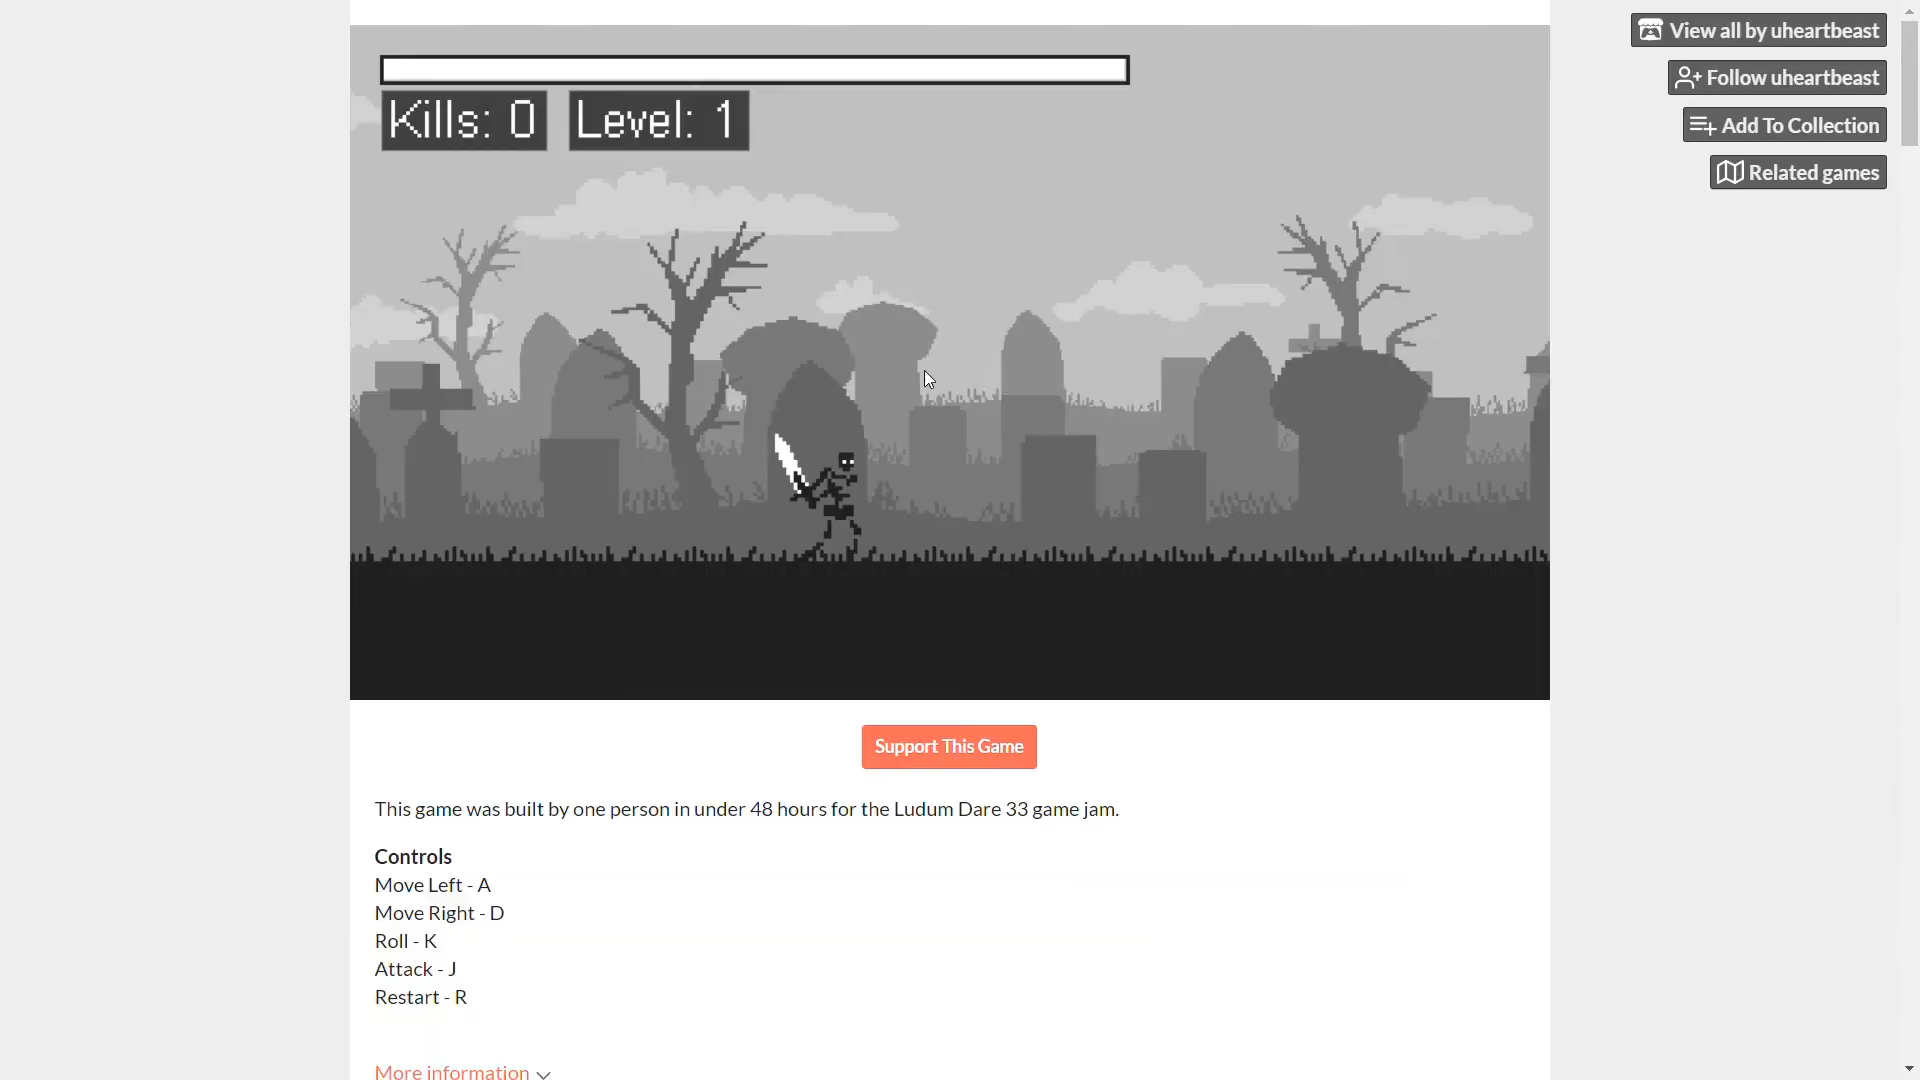 View all by uheartbeast
Follow uheartbeast
Add To Collection
Related games
Kills: 0
Level: 1
Support This Game
This game was built by one person in under 48 hours for the Ludum Dare 33 game jam.
Controls
Move Left - A
Move Right - D
Roll - K
Attack - J
Restart - R
More information